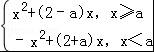 x²+(2-a)x, x⩾a
-x²+(2+a)x, x<a